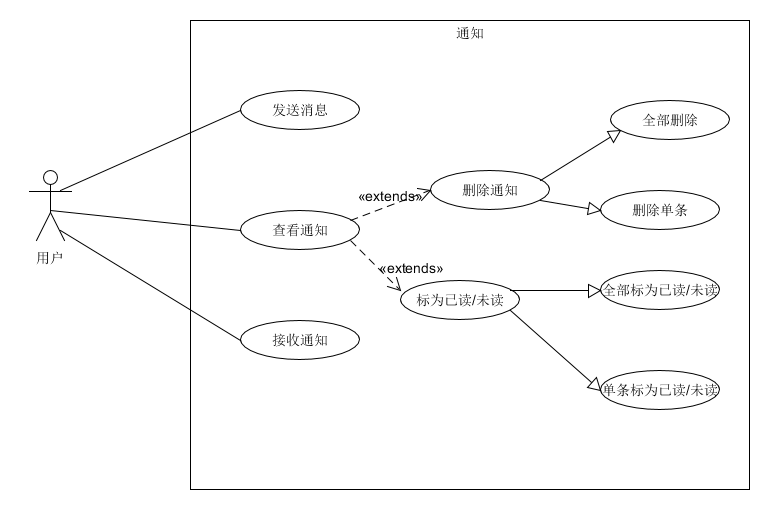 通知
发送消息
全部删除
«extends»
删除通知
删除单条
查看通知
用户
«extends»
标为已读/未读
全部标为已读/未读
接收通知
单条标为已读/未读